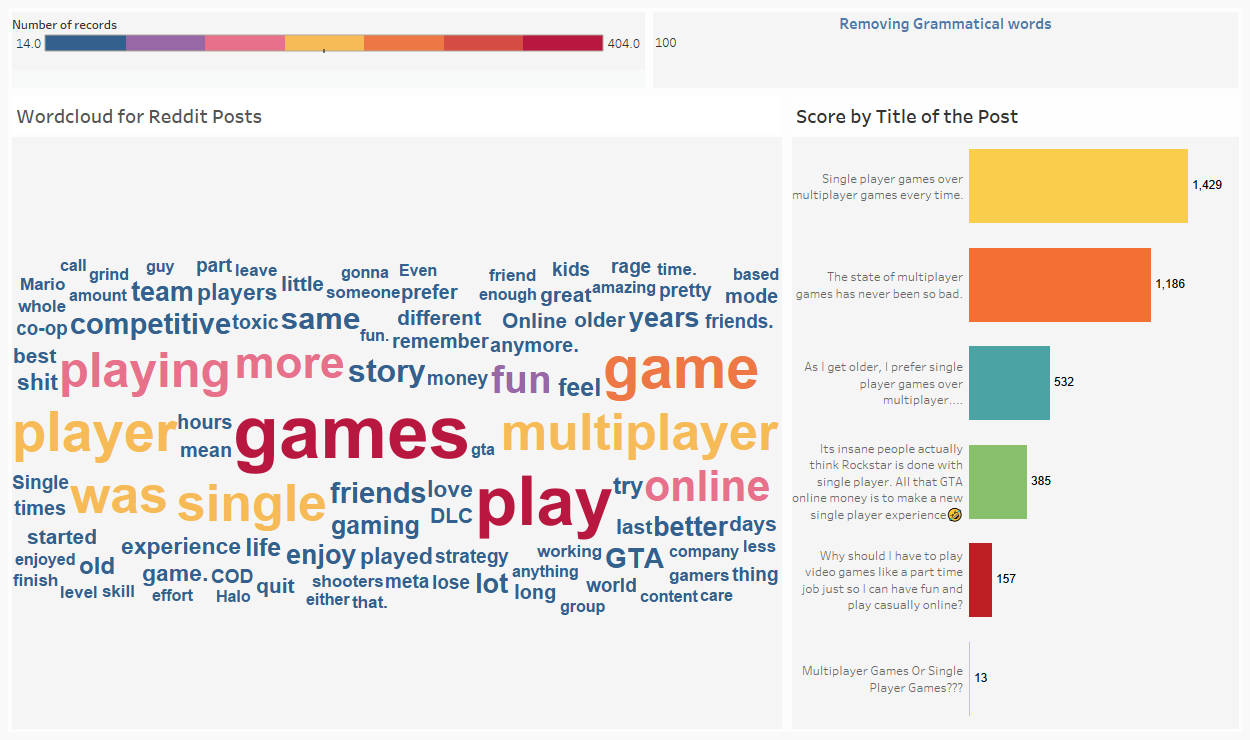 Number of records
14.0 404.0
Removing Grammatical words
100
Wordcloud for Reddit Posts
call grind guy part leave little gonna Even friend kids rage time. based
Mario amount team players someone prefer enough great amazing pretty mode
whole
co-op competitive toxic same fun. different remember Online older years friends.
anymore.
best
shit playing more story money fun feel game
player hours games gta multiplayer
mean
Single was single friends love play try online
times gaming DLC last better days
started experience life enjoy played strategy working GTA company less
enjoyed old game. COD quit shooters meta lose lot anything world gamers thing
finish level skill effort Halo either that. long group content care
Score by Title of the Post
Single player games over
multiplayer games every time.
1,429
The state of multiplayer
games has never been so bad.
1,186
As I get older, I prefer single
player games over
multiplayer....
532
Its insane people actually
think Rockstar is done with
single player. All that GTA
online money is to make a new
single player experience🤣
385
Why should I have to play
video games like a part time
job just so I can have fun and
play casually online?
157
Multiplayer Games Or Single
Player Games???
13